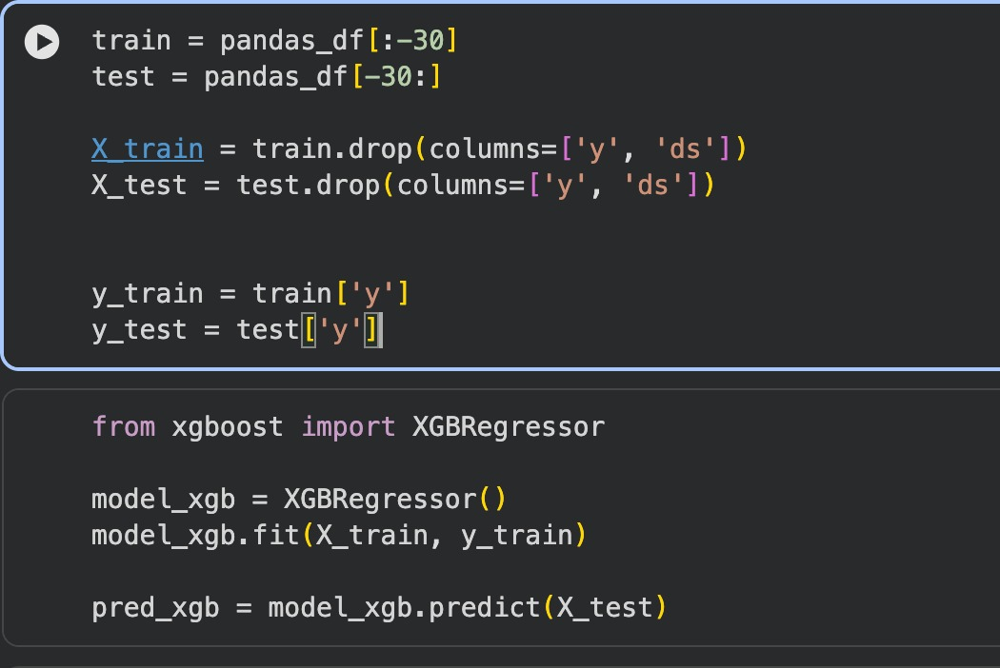 train = pandas_df[:-30]
test = pandas_df[-30:]
X_train = train.drop(columns=['y', 'ds'])
X_test = test.drop(columns=['y', 'ds'])
y_train = train['y']
y_test = test['y']
from xgboost import XGBRegressor
model_xgb = XGBRegressor()
model_xgb.fit(X_train, y_train)
pred_xgb = model_xgb.predict(X_test)